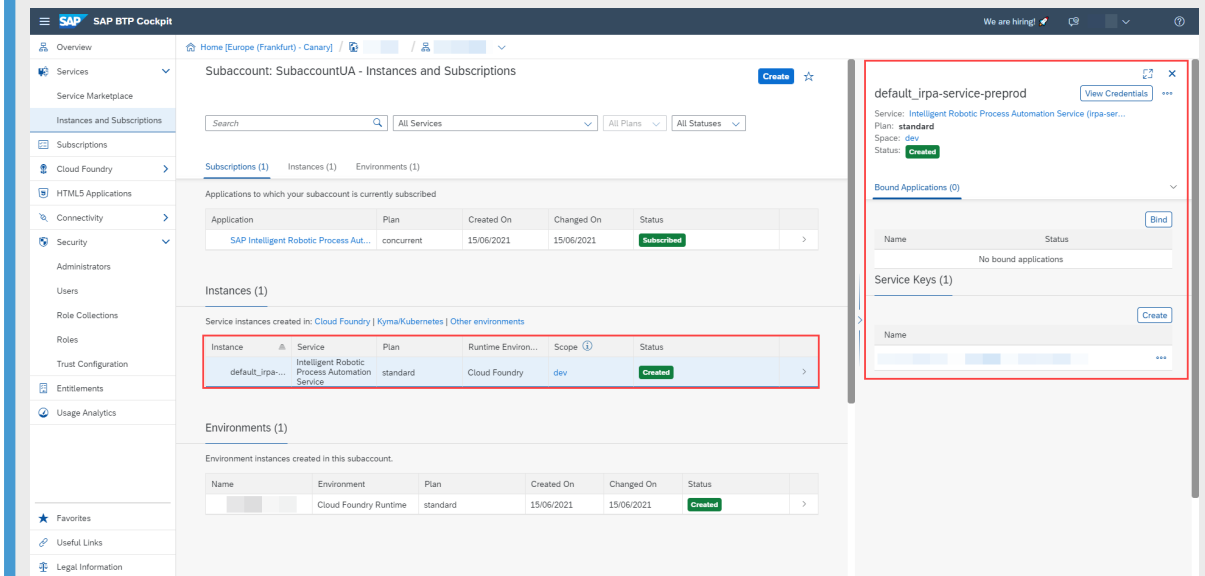 SAP SAP BTP Cockpit
We are hiring!
Overview
Services
Service Marketplace
Instances and Subscriptions
Subscriptions
Cloud Foundry
HTML5 Applications
Connectivity
Security
Administrators
Users
Role Collections
Roles
Trust Configuration
Entitlements
Usage Analytics
Favorites
Useful Links
Legal Information
Home [Europe (Frankfurt) - Canary] / /
Subaccount: SubaccountUA - Instances and Subscriptions
Create
Search All Services All Plans All Statuses
Subscriptions (1) Instances (1) Environments (1)
Applications to which your subaccount is currently subscribed
Application Plan Created On Changed On Status
SAP Intelligent Robotic Process Aut... concurrent 15/06/2021 15/06/2021 Subscribed
Instances (1)
Service instances created in: Cloud Foundry | Kyma/Kubernetes | Other environments
Instance Service Plan Runtime Environ... Scope Status
default_irpa-... Intelligent Robotic Process Automation Service standard Cloud Foundry dev Created
Environments (1)
Environment instances created in this subaccount.
Name Environment Plan Created On Changed On Status
Cloud Foundry Runtime standard 15/06/2021 15/06/2021 Created
default_irpa-service-preprod View Credentials
Service: Intelligent Robotic Process Automation Service (irpa-ser...
Plan: standard
Space: dev
Status: Created
Bound Applications (0)
Bind
Name Status
No bound applications
Service Keys (1)
Create
Name